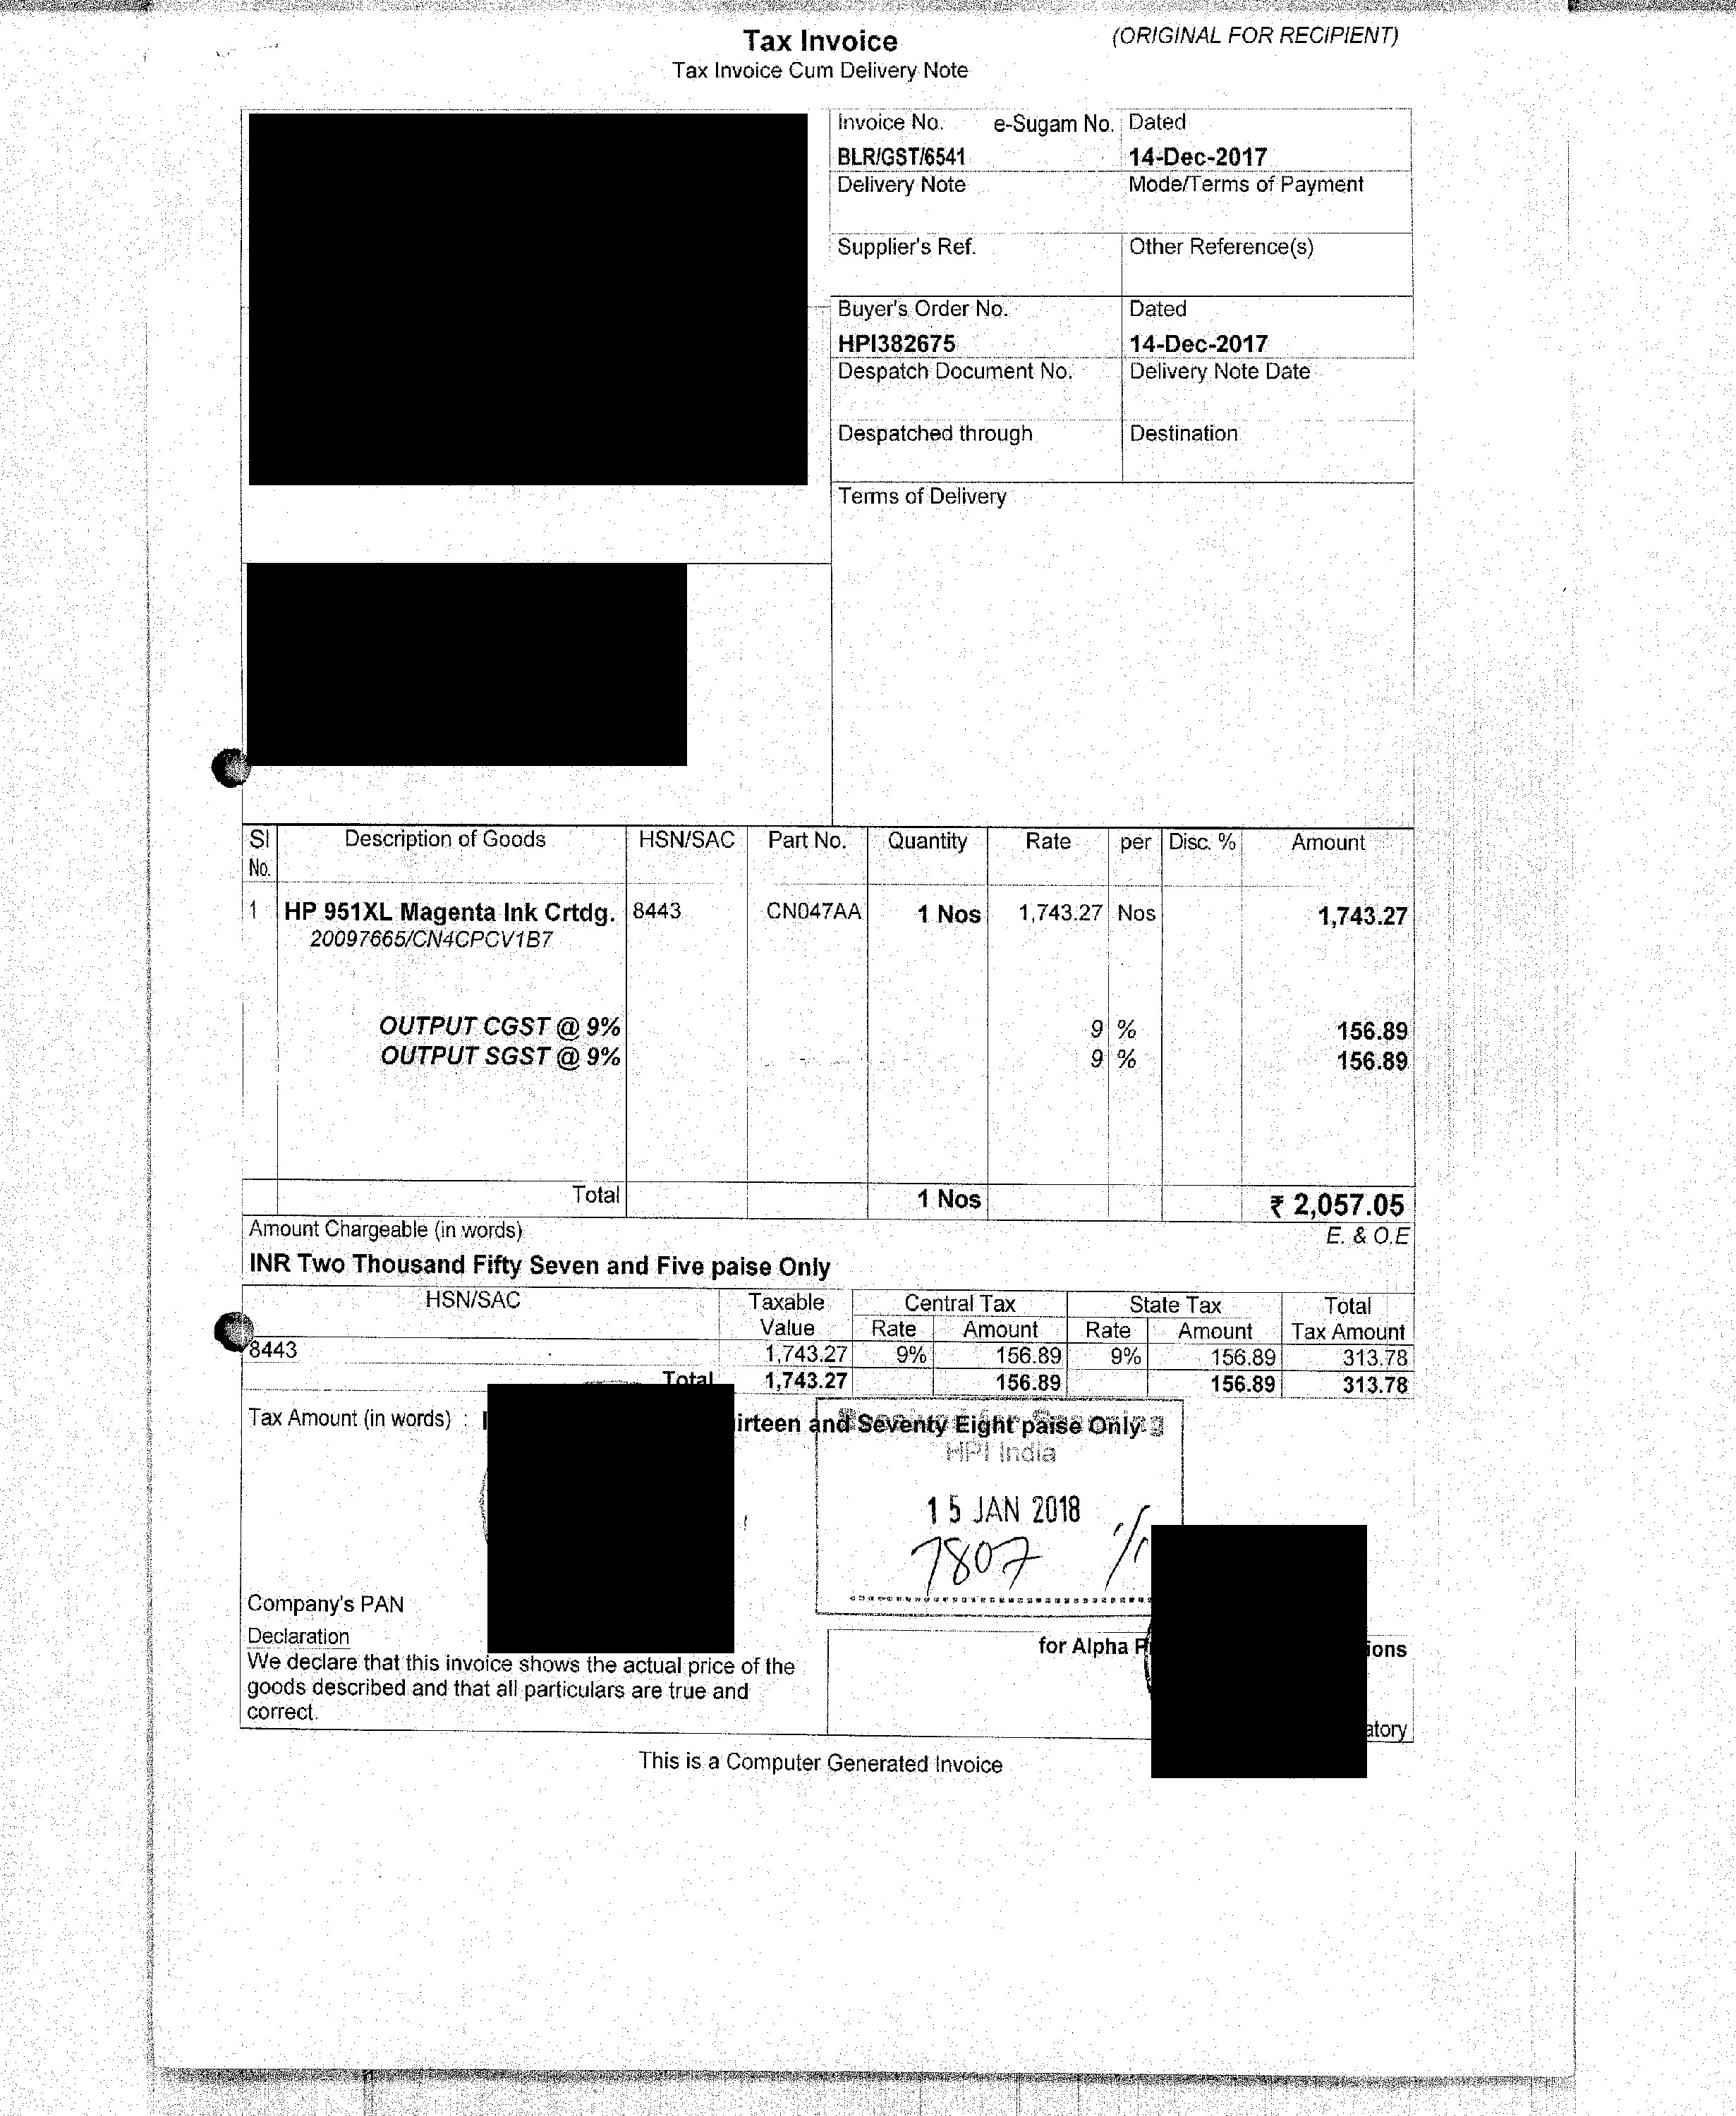 Tax Invoice
(ORIGINAL FOR RECIPIENT)
Tax Invoice Cum Delivery Note
Invoice No. e-Sugam No. Dated
BLR/GST/6541 14-Dec-2017
Delivery Note Mode/Terms of Payment
Supplier's Ref. Other Reference(s)
Buyer's Order No. Dated
HPI382675 14-Dec-2017
Despatch Document No. Delivery Note Date
Despatched through Destination
Terms of Delivery
Sl No. Description of Goods HSN/SAC Part No. Quantity Rate per Disc. % Amount
1 HP 951XL Magenta Ink Crtdg. 8443 CN047AA 1 Nos 1,743.27 Nos 1,743.27
20097665/CN4CPCV1B7
OUTPUT CGST @ 9% 9 % 156.89
OUTPUT SGST @ 9% 9 % 156.89
Total 1 Nos ₹ 2,057.05
Amount Chargeable (in words) E. & O.E
INR Two Thousand Fifty Seven and Five paise Only
HSN/SAC Taxable Value Central Tax State Tax Total Tax Amount
Rate Amount Rate Amount
8443 1,743.27 9% 156.89 9% 156.89 313.78
Total 1,743.27 156.89 156.89 313.78
Tax Amount (in words) : irteen and Seventy Eight paise Only
HPI India
15 JAN 2018
7807
Company's PAN
Declaration
We declare that this invoice shows the actual price of the
goods described and that all particulars are true and
correct.
for Alpha ions
atory
This is a Computer Generated Invoice